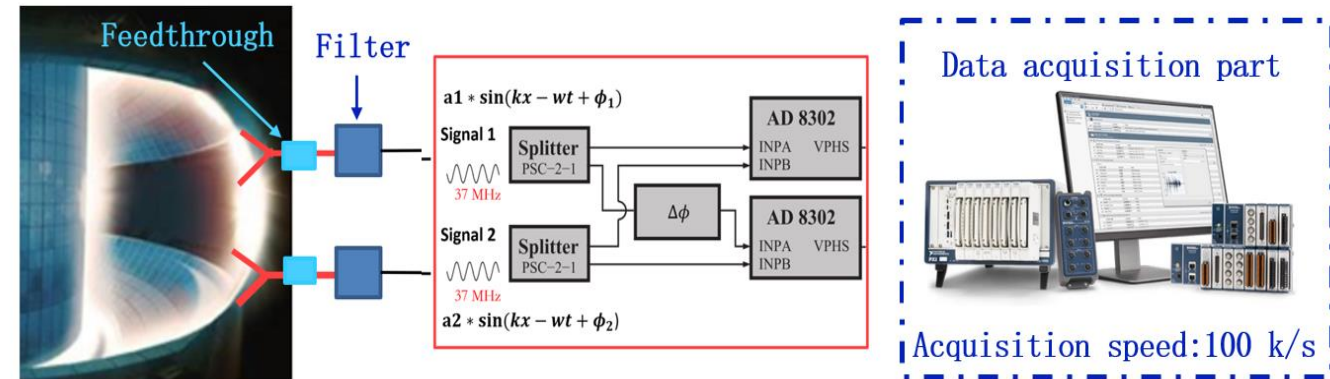 Feedthrough
Filter
a1 * sin(kx − wt + ϕ₁)
Signal 1
37 MHz
Splitter
PSC−2−1
Signal 2
37 MHz
Splitter
PSC−2−1
a2 * sin(kx − wt + ϕ₂)
Δϕ
AD 8302
INPA VPHS
INPB
AD 8302
INPA VPHS
INPB
Data acquisition part
Acquisition speed:100 k/s